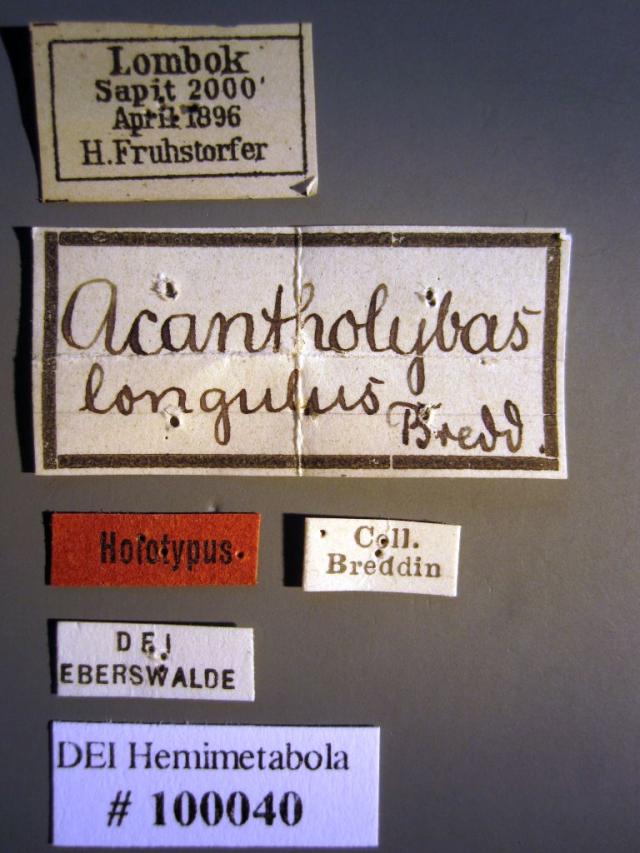 Lombok
Sapit 2000'
April 1896
H. Fruhstorfer
Acantholybas
longulus Bredd.
Holotypus.
Coll.
Breddin
DEI
EBERSWALDE
DEI Hemimetabola
# 100040